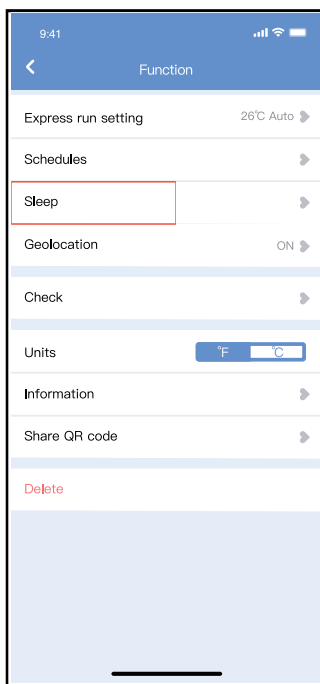 9:41
Function
Express run setting 26℃ Auto
Schedules
Sleep
Geolocation ON
Check
Units ℉ ℃
Information
Share QR code
Delete